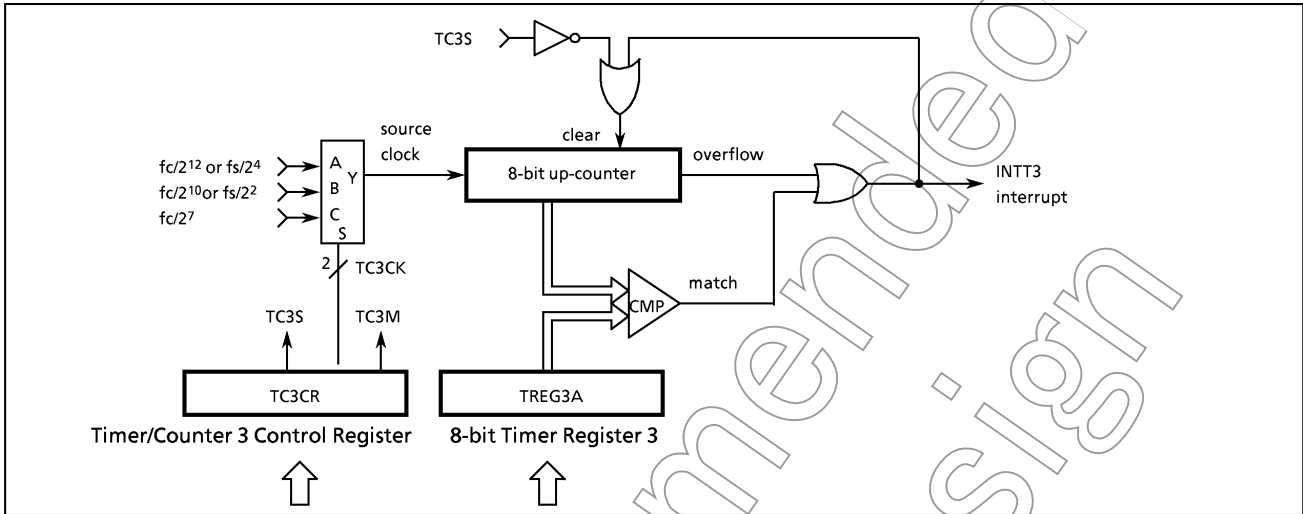 TC3S
source
clock
clear
overflow
fc/2¹² or fs/2⁴
fc/2¹⁰or fs/2²
fc/2⁷
A
B
C
Y
S
8-bit up-counter
INTT3
interrupt
2
TC3CK
match
CMP
TC3S
TC3M
TC3CR
TREG3A
Timer/Counter 3 Control Register
8-bit Timer Register 3
mended
sign